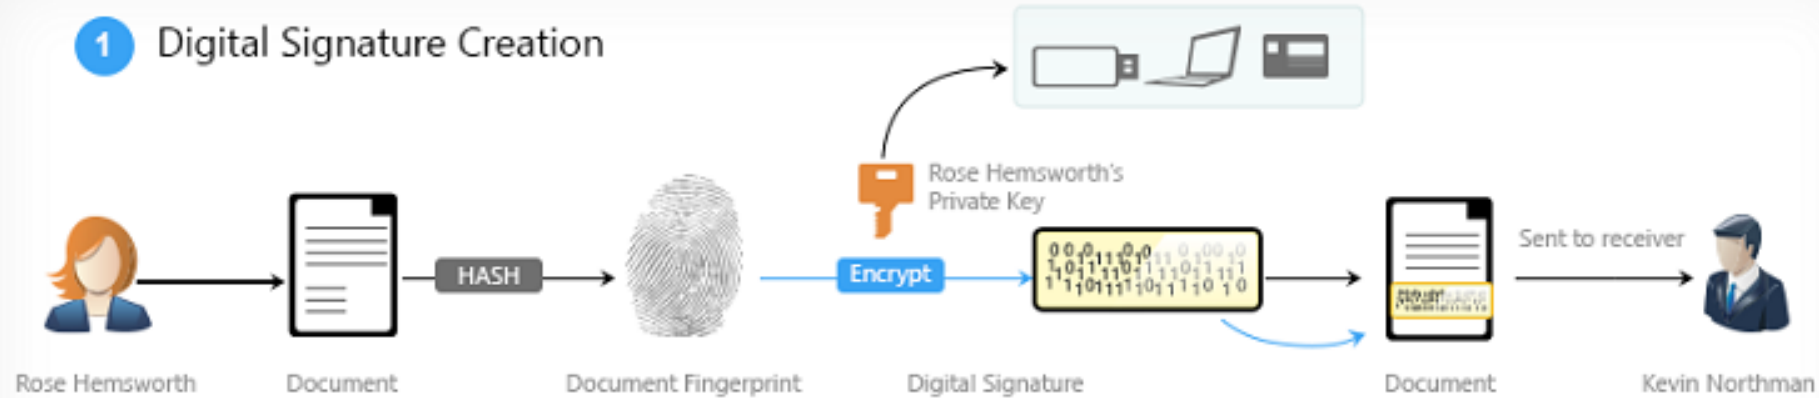 1 Digital Signature Creation
Rose Hemsworth's
Private Key
Sent to receiver
HASH
Encrypt
Rose Hemsworth
Document
Document Fingerprint
Digital Signature
Document
Kevin Northman